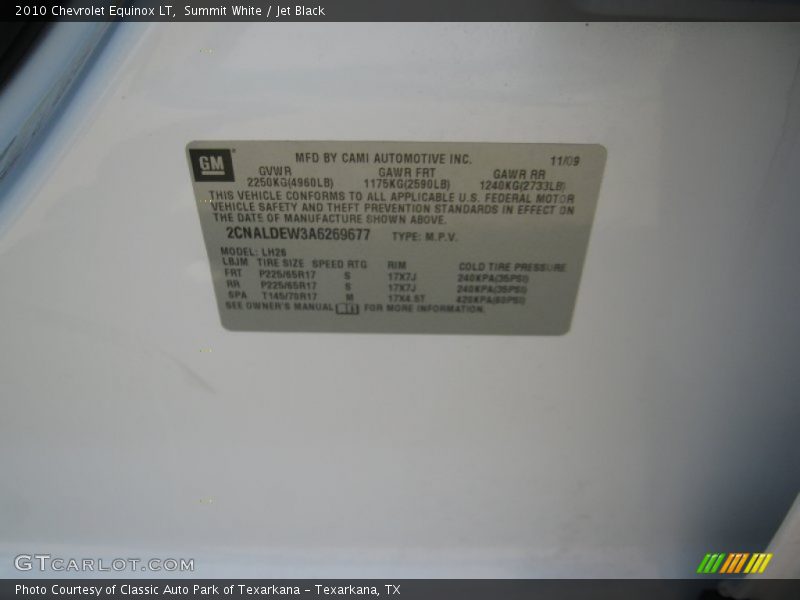 2010 Chevrolet Equinox LT,  Summit White / Jet Black
GM
MFD BY CAMI AUTOMOTIVE INC. 11/09
GVWR GAWR FRT GAWR RR
2250KG(4960LB) 1175KG(2590LB) 1240KG(2733LB)
THIS VEHICLE CONFORMS TO ALL APPLICABLE U.S. FEDERAL MOTOR
VEHICLE SAFETY AND THEFT PREVENTION STANDARDS IN EFFECT ON
THE DATE OF MANUFACTURE SHOWN ABOVE.
2CNALDEW3A6269677 TYPE: M.P.V.
MODEL: LH26
LBJM TIRE SIZE SPEED RTG RIM COLD TIRE PRESSURE
FRT P225/65R17 S 17X7J 240KPA(35PSI)
RR P225/65R17 S 17X7J 240KPA(35PSI)
SPA T145/70R17 M 17X4.5T 420KPA(60PSI)
SEE OWNER'S MANUAL FOR MORE INFORMATION.
GTCARLOT.COM
Photo Courtesy of Classic Auto Park of Texarkana – Texarkana, TX